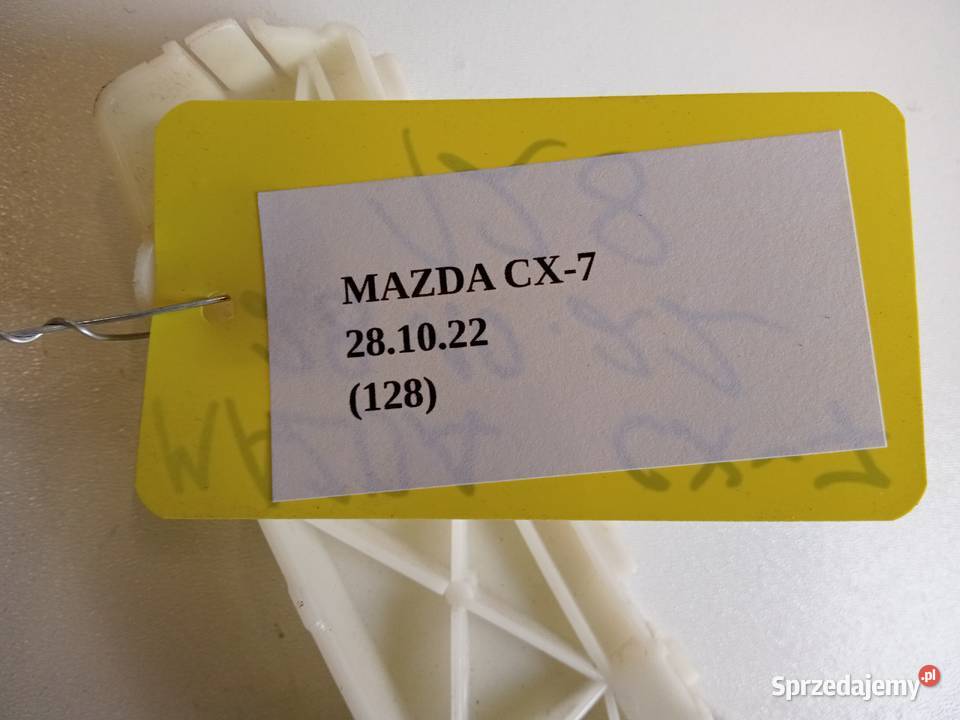 MAZDA CX-7
28.10.22
(128)
Sprzedajemy.pl